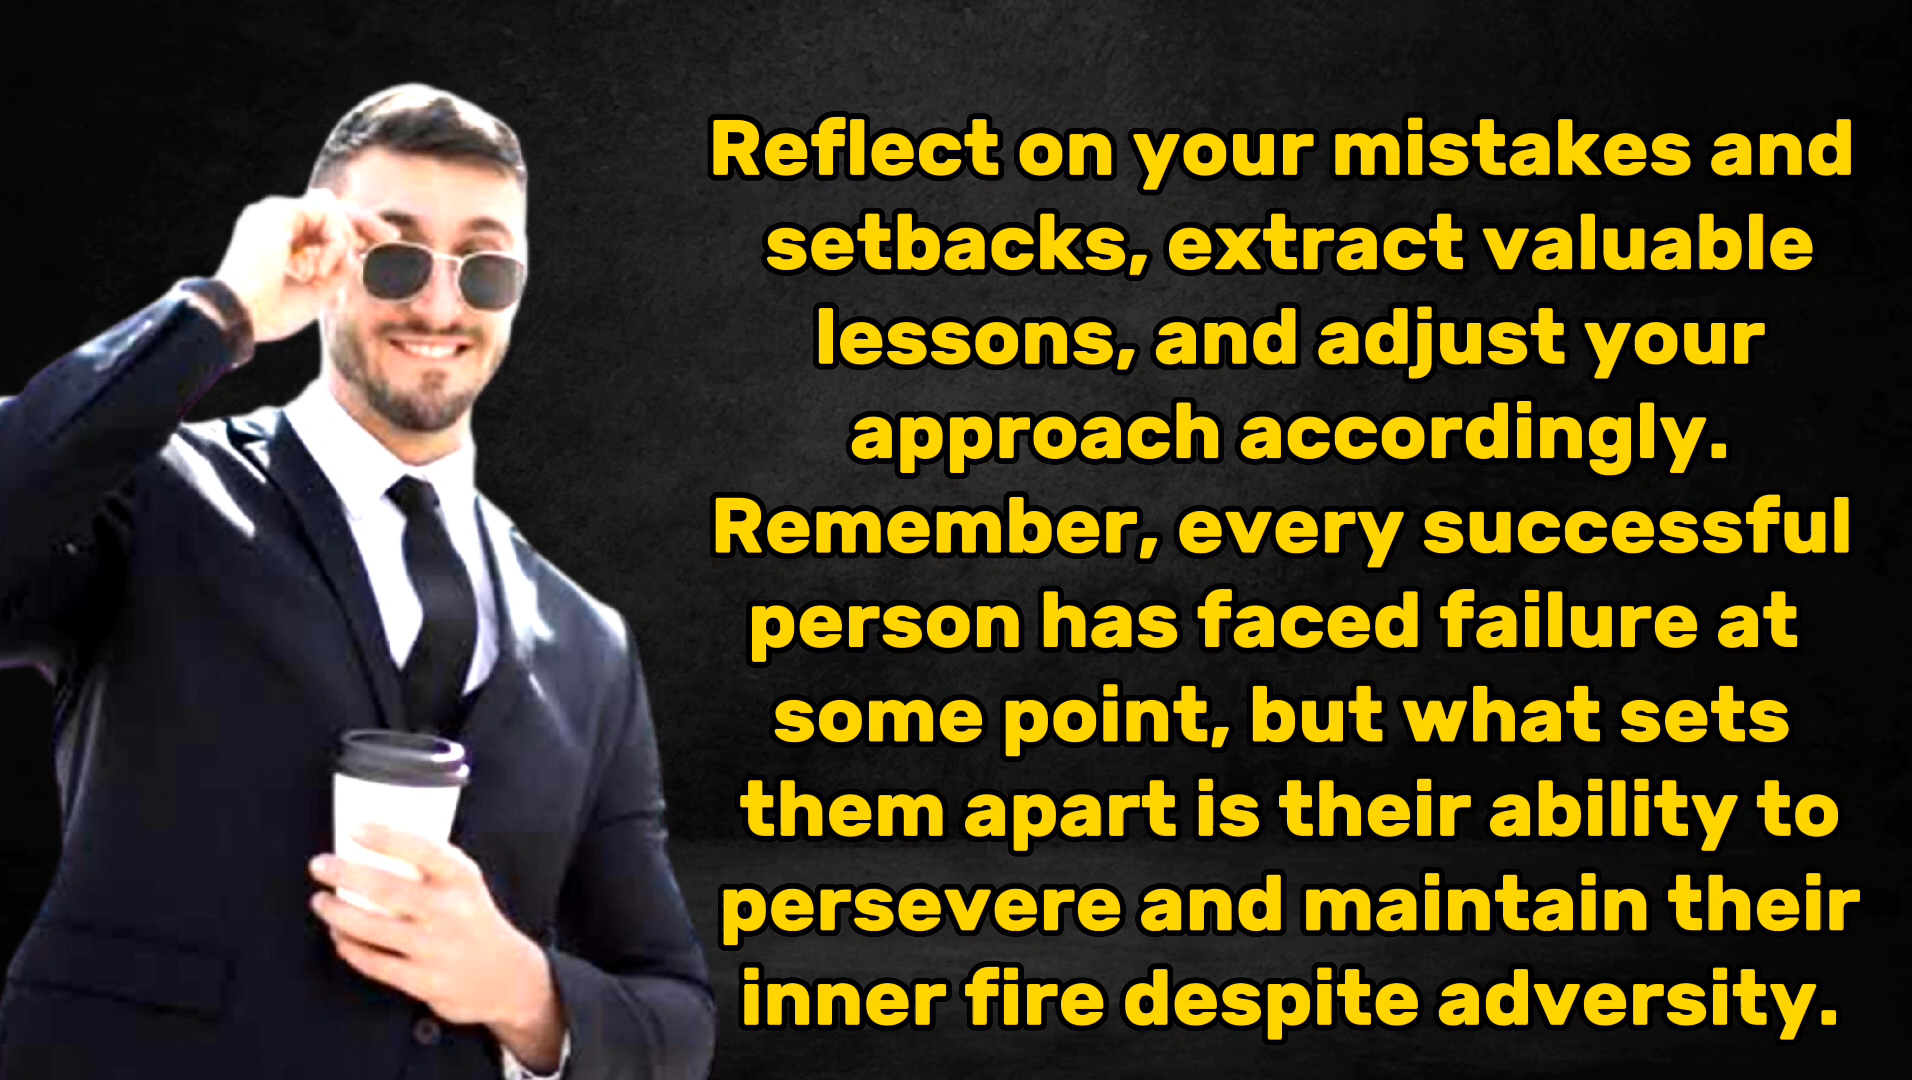 Reflect on your mistakes and
setbacks, extract valuable
lessons, and adjust your
approach accordingly.
Remember, every successful
person has faced failure at
some point, but what sets
them apart is their ability to
persevere and maintain their
inner fire despite adversity.